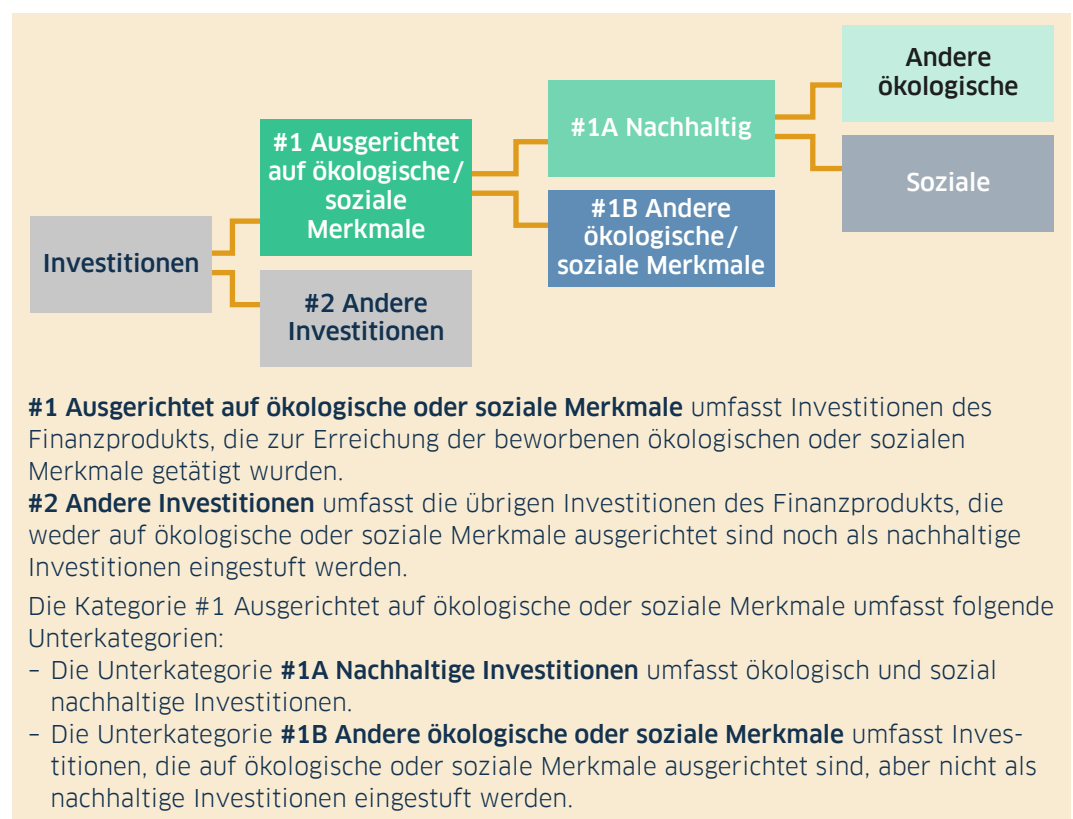 Investitionen
#1 Ausgerichtet
auf ökologische/
soziale
Merkmale
#2 Andere
Investitionen
#1A Nachhaltig
#1B Andere
ökologische/
soziale Merkmale
Andere
ökologische
Soziale
#1 Ausgerichtet auf ökologische oder soziale Merkmale umfasst Investitionen des
Finanzprodukts, die zur Erreichung der beworbenen ökologischen oder sozialen
Merkmale getätigt wurden.
#2 Andere Investitionen umfasst die übrigen Investitionen des Finanzprodukts, die
weder auf ökologische oder soziale Merkmale ausgerichtet sind noch als nachhaltige
Investitionen eingestuft werden.
Die Kategorie #1 Ausgerichtet auf ökologische oder soziale Merkmale umfasst folgende
Unterkategorien:
– Die Unterkategorie #1A Nachhaltige Investitionen umfasst ökologisch und sozial
nachhaltige Investitionen.
– Die Unterkategorie #1B Andere ökologische oder soziale Merkmale umfasst Inves-
titionen, die auf ökologische oder soziale Merkmale ausgerichtet sind, aber nicht als
nachhaltige Investitionen eingestuft werden.